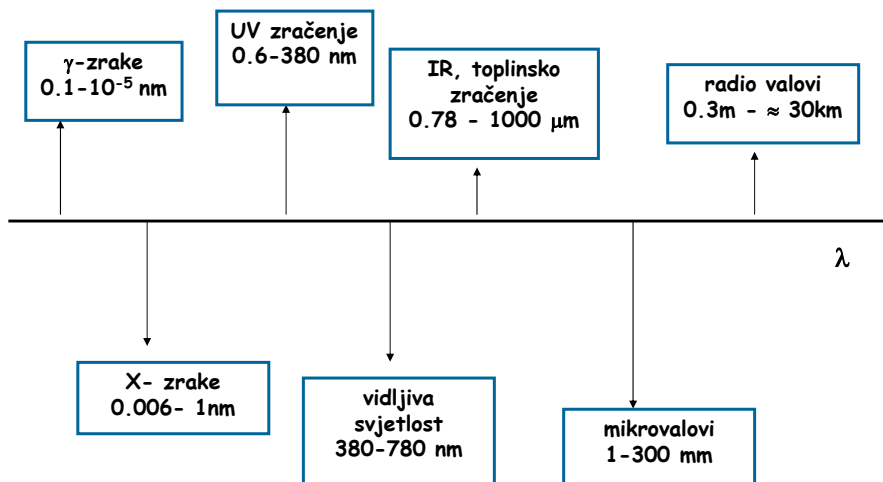 γ-zrake
0.1-10⁻⁵ nm
UV zračenje
0.6-380 nm
IR, toplinsko
zračenje
0.78 - 1000 μm
radio valovi
0.3m - ≈ 30km
λ
X- zrake
0.006- 1nm
vidljiva
svjetlost
380-780 nm
mikrovalovi
1-300 mm